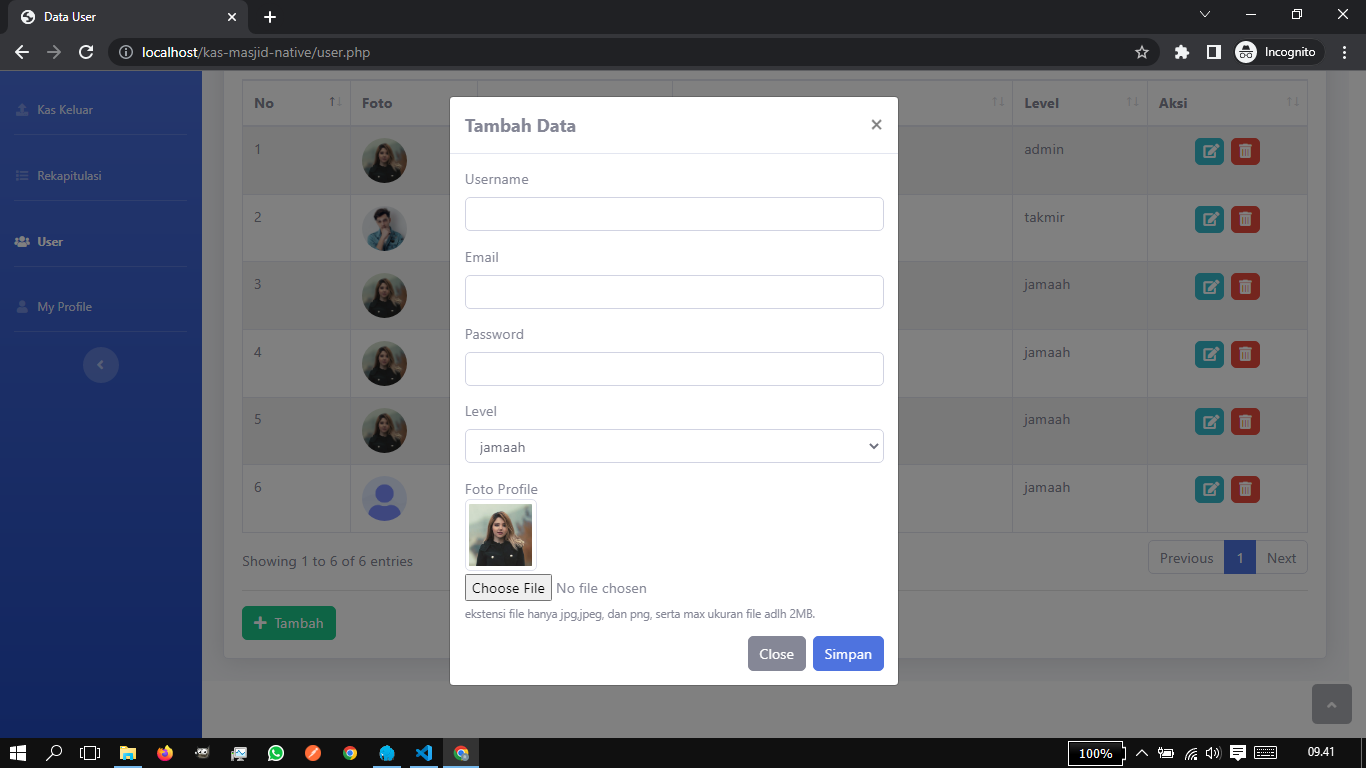 Data User
localhost/kas-masjid-native/user.php
Incognito
Kas Keluar
Rekapitulasi
User
My Profile
No Foto Level Aksi
1 admin
2 takmir
3 jamaah
4 jamaah
5 jamaah
6 jamaah
Showing 1 to 6 of 6 entries
Previous 1 Next
Tambah
Tambah Data
×
Username
Email
Password
Level
jamaah
Foto Profile
Choose File No file chosen
ekstensi file hanya jpg,jpeg, dan png, serta max ukuran file adlh 2MB.
Close Simpan
100%
09.41